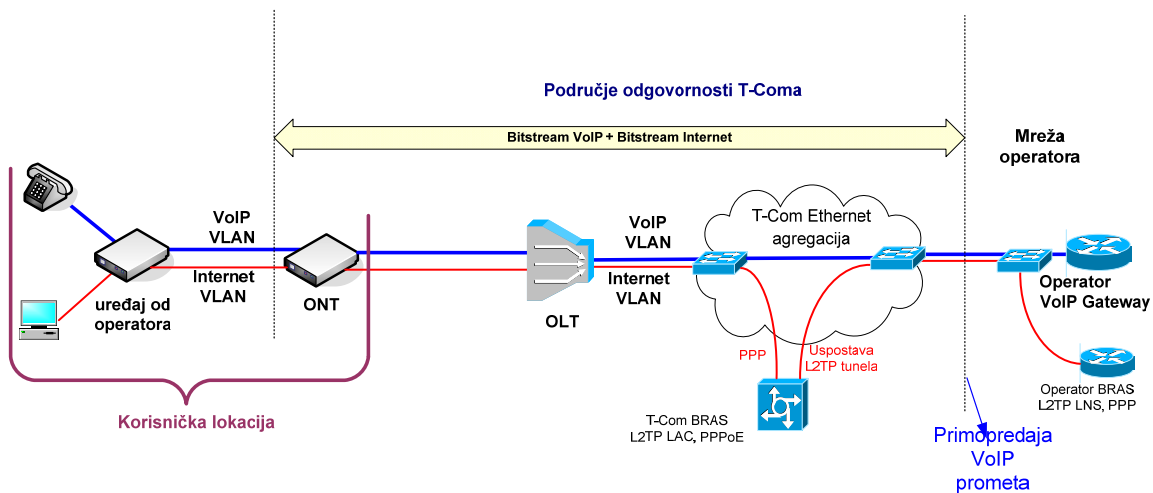 Područje odgovornosti T-Coma
Bitstream VoIP + Bitstream Internet
Mreža
operatora
VoIP
VLAN
Internet
VLAN
uređaj od
operatora
ONT
OLT
VoIP
VLAN
Internet
VLAN
T-Com Ethernet
agregacija
PPP
Uspostava
L2TP tunela
Operator
VoIP Gateway
T-Com BRAS
L2TP LAC, PPPoE
Operator BRAS
L2TP LNS, PPP
Korisnička lokacija
Primopredaja
VoIP
prometa